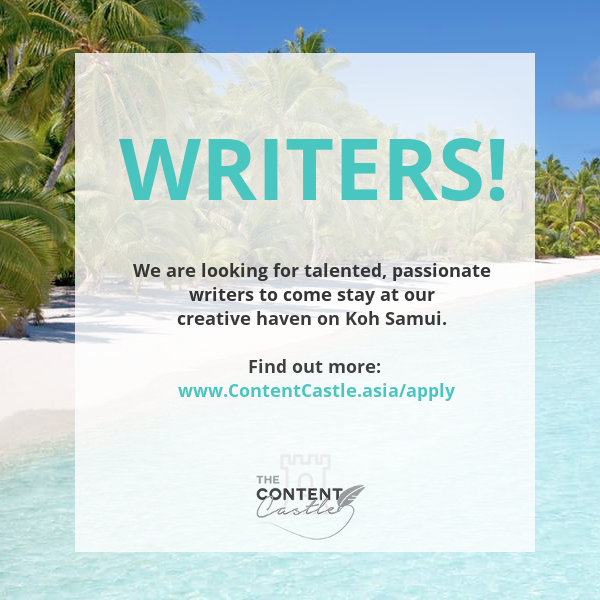 WRITERS!
We are looking for talented, passionate
writers to come stay at our
creative haven on Koh Samui.
Find out more:
www.ContentCastle.asia/apply
THE
CONTENT
Castle